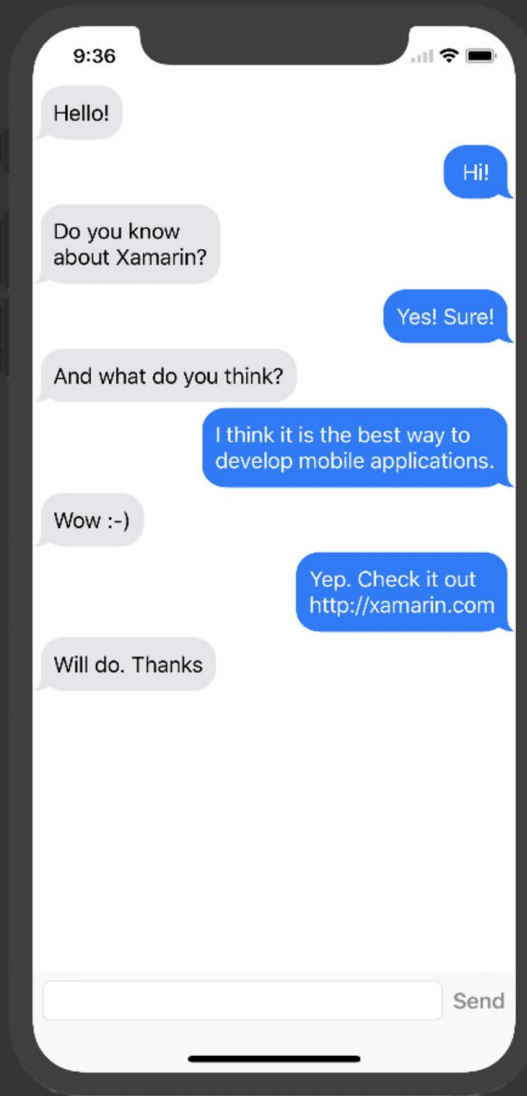 9:36
Hello!
Hi!
Do you know
about Xamarin?
Yes! Sure!
And what do you think?
I think it is the best way to
develop mobile applications.
Wow :-)
Yep. Check it out
http://xamarin.com
Will do. Thanks
Send